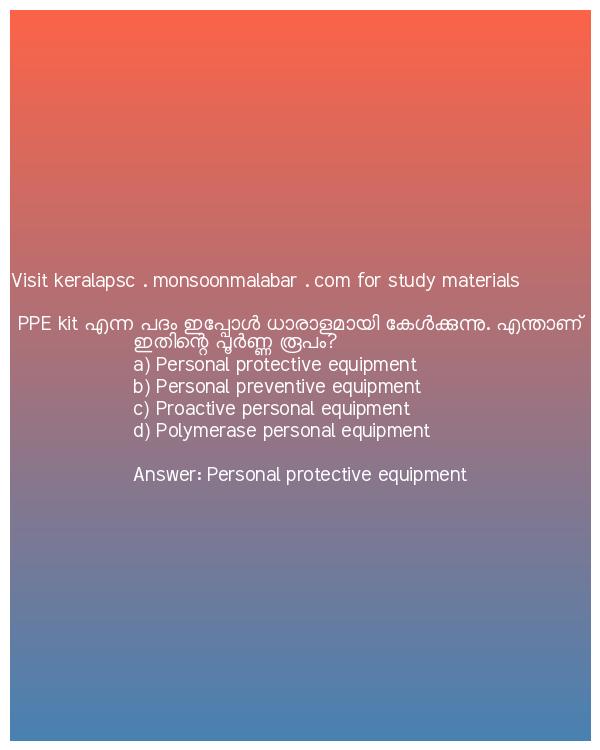 Visit keralapsc . monsoonmalabar . com for study materials
PPE kit എന്ന പദം ഇപ്പോൾ ധാരാളമായി കേൾക്കുന്നു. എന്താണ്
ഇതിന്റെ പൂർണ്ണ രൂപം?
a) Personal protective equipment
b) Personal preventive equipment
c) Proactive personal equipment
d) Polymerase personal equipment
Answer: Personal protective equipment